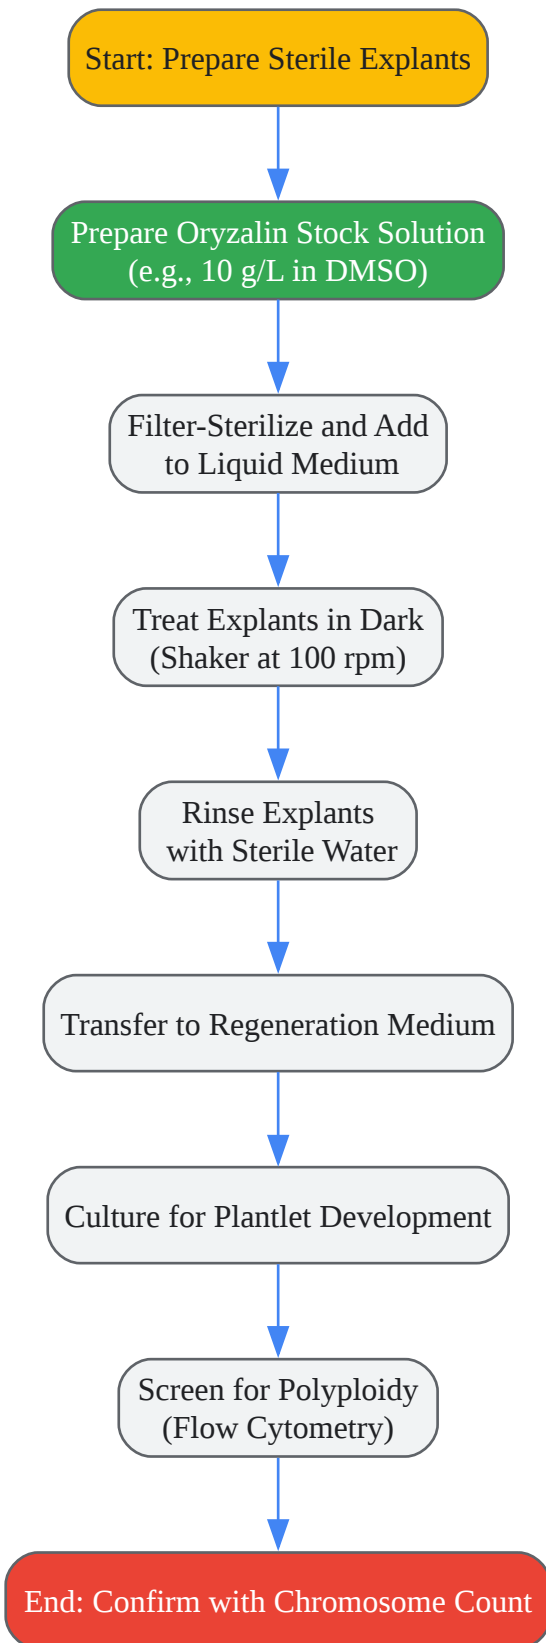 Start: Prepare Sterile Explants
Prepare Oryzalin Stock Solution
(e.g., 10 g/L in DMSO)
Filter-Sterilize and Add
to Liquid Medium
Treat Explants in Dark
(Shaker at 100 rpm)
Rinse Explants
with Sterile Water
Transfer to Regeneration Medium
Culture for Plantlet Development
Screen for Polyploidy
(Flow Cytometry)
End: Confirm with Chromosome Count